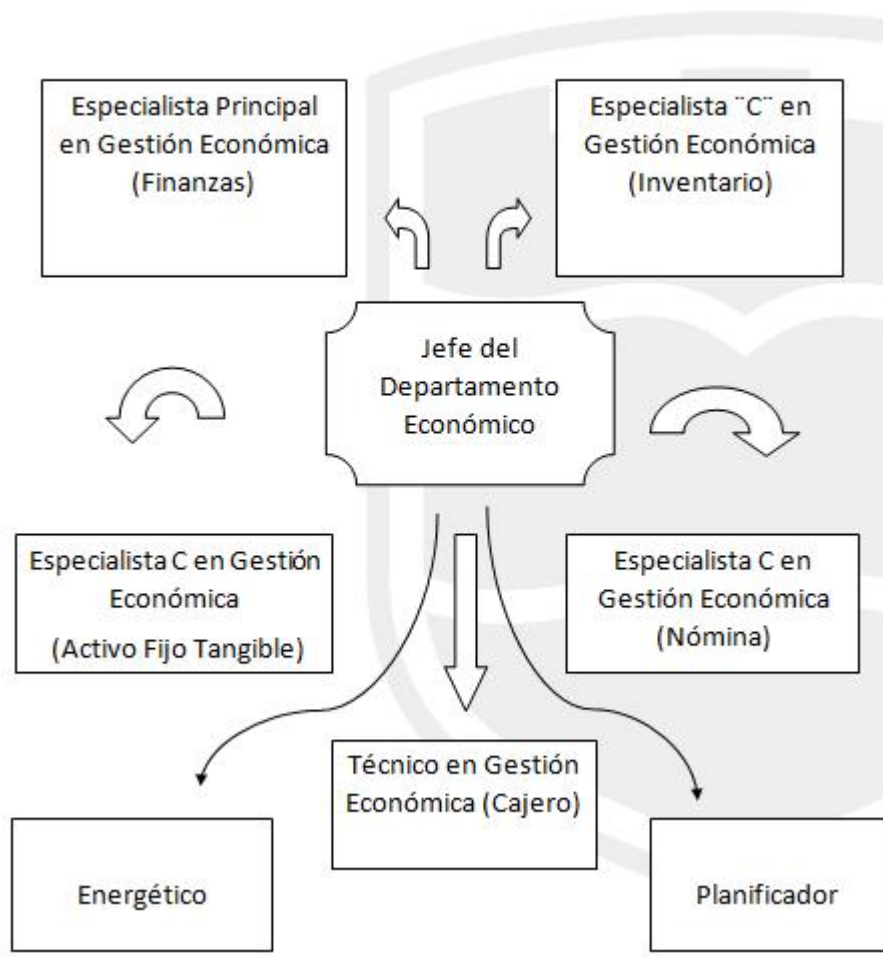 Especialista Principal
en Gestión Económica
(Finanzas)
Especialista ¨C¨ en
Gestión Económica
(Inventario)
Jefe del
Departamento
Económico
Especialista C en Gestión
Económica
(Activo Fijo Tangible)
Especialista C en
Gestión Económica
(Nómina)
Técnico en Gestión
Económica (Cajero)
Energético
Planificador